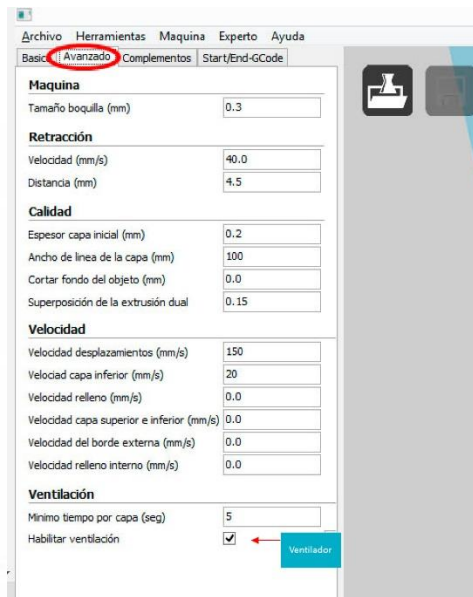 Archivo Herramientas Maquina Experto Ayuda
Basic Avanzado Complementos Start/End-GCode
Maquina
Tamaño boquilla (mm) 0.3
Retracción
Velocidad (mm/s) 40.0
Distancia (mm) 4.5
Calidad
Espesor capa inicial (mm) 0.2
Ancho de linea de la capa (mm) 100
Cortar fondo del objeto (mm) 0.0
Superposición de la extrusión dual 0.15
Velocidad
Velocidad desplazamientos (mm/s) 150
Velociad capa inferior (mm/s) 20
Velocidad relleno (mm/s) 0.0
Velocidad capa superior e inferior (mm/s) 0.0
Velocidad del borde externa (mm/s) 0.0
Velocidad relleno interno (mm/s) 0.0
Ventilación
Minimo tiempo por capa (seg) 5
Habilitar ventilación
Ventilador